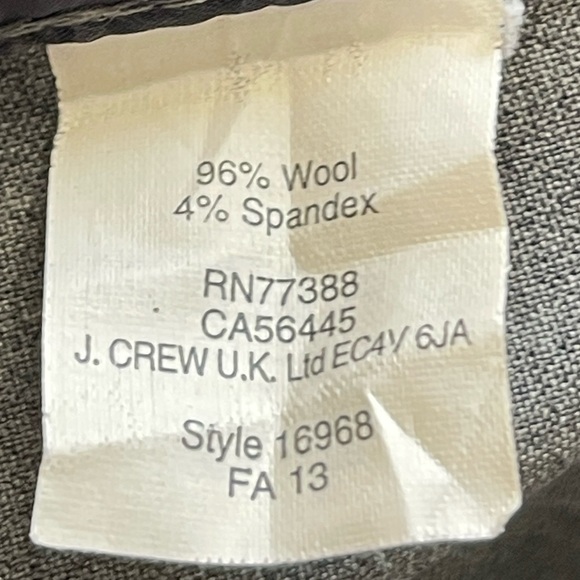 96% Wool
4% Spandex
RN77388
CA56445
J. CREW U.K. Ltd EC4V 6JA
Style 16968
FA 13